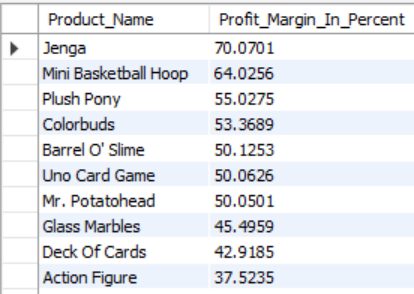 Product_Name Profit_Margin_In_Percent
Jenga 70.0701
Mini Basketball Hoop 64.0256
Plush Pony 55.0275
Colorbuds 53.3689
Barrel O' Slime 50.1253
Uno Card Game 50.0626
Mr. Potatohead 50.0501
Glass Marbles 45.4959
Deck Of Cards 42.9185
Action Figure 37.5235